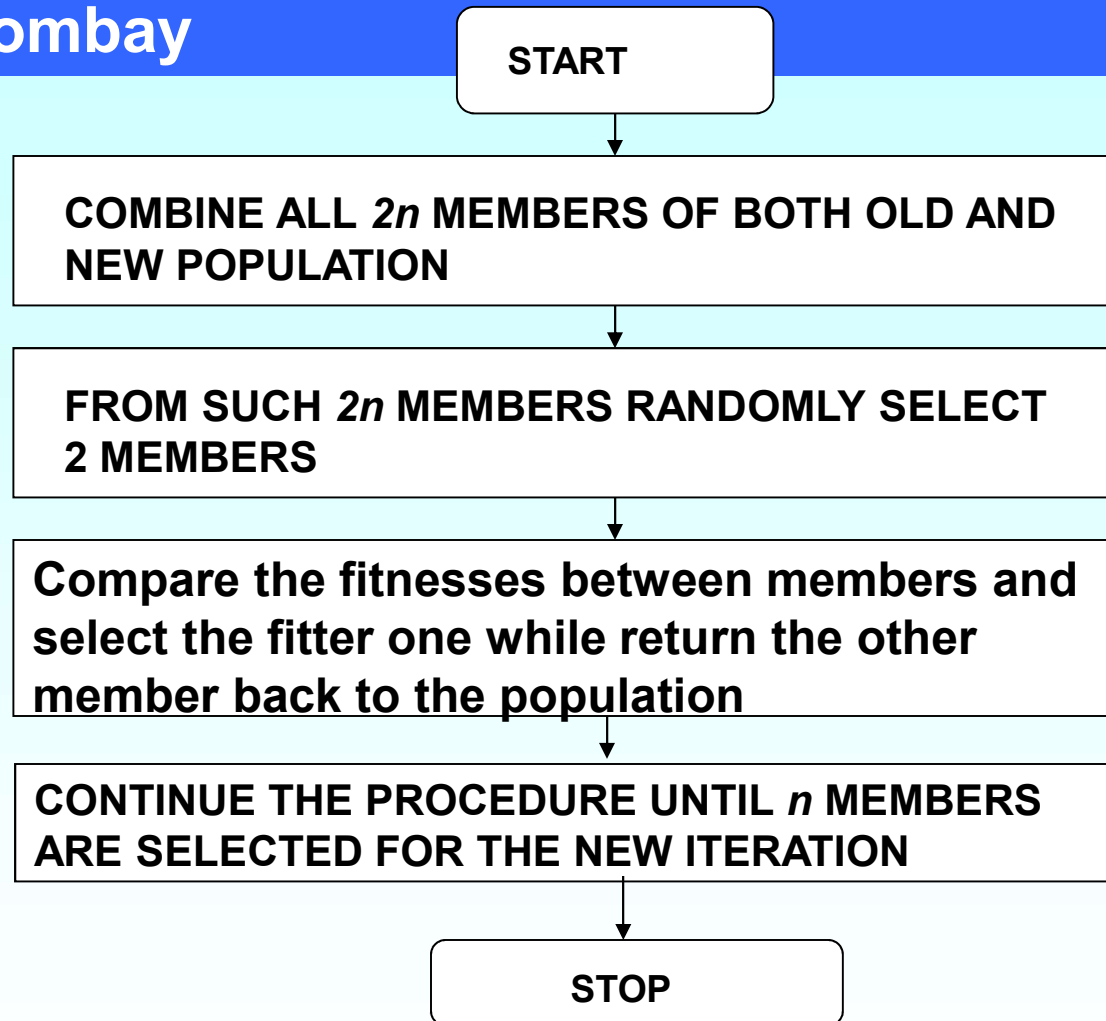 ombay
START
COMBINE ALL 2n MEMBERS OF BOTH OLD AND
NEW POPULATION
FROM SUCH 2n MEMBERS RANDOMLY SELECT
2 MEMBERS
Compare the fitnesses between members and
select the fitter one while return the other
member back to the population
CONTINUE THE PROCEDURE UNTIL n MEMBERS
ARE SELECTED FOR THE NEW ITERATION
STOP